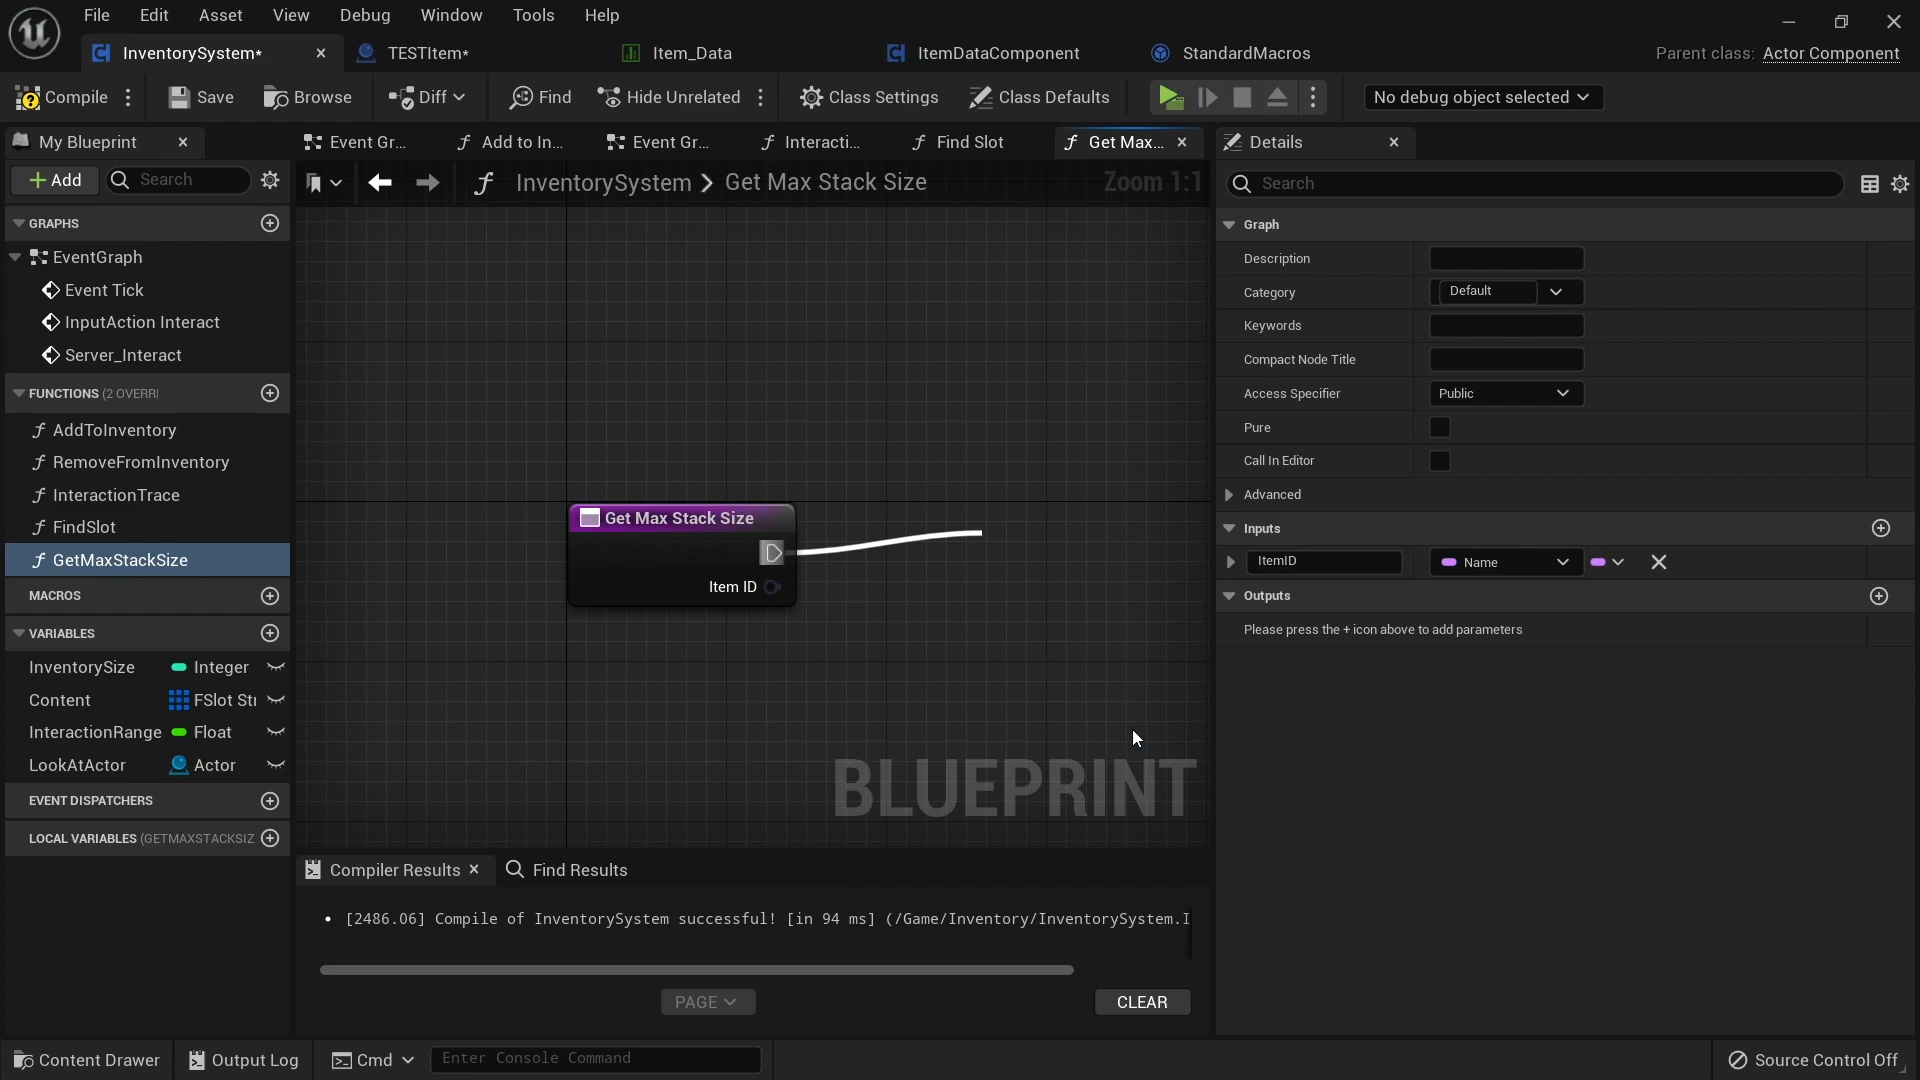 File Edit Asset View Debug Window Tools Help
InventorySystem* TESTItem* Item_Data ItemDataComponent StandardMacros Parent class: Actor Component
Compile Save Browse Diff Find Hide Unrelated Class Settings Class Defaults No debug object selected
My Blueprint Event Gr... Add to In... Event Gr... Interacti... Find Slot Get Max... Details
Add Search InventorySystem > Get Max Stack Size Zoom 1:1 Search
GRAPHS
EventGraph
Event Tick
InputAction Interact
Server_Interact
FUNCTIONS (2 OVERRI
AddToInventory
RemoveFromInventory
InteractionTrace
FindSlot
GetMaxStackSize
MACROS
VARIABLES
InventorySize Integer
Content FSlot Str
InteractionRange Float
LookAtActor Actor
EVENT DISPATCHERS
LOCAL VARIABLES (GETMAXSTACKSIZ
Get Max Stack Size
Item ID
BLUEPRINT
Graph
Description
Category Default
Keywords
Compact Node Title
Access Specifier Public
Pure
Call In Editor
Advanced
Inputs
ItemID Name
Outputs
Please press the + icon above to add parameters
Compiler Results Find Results
[2486.06] Compile of InventorySystem successful! [in 94 ms] (/Game/Inventory/InventorySystem.I
PAGE CLEAR
Content Drawer Output Log Cmd Enter Console Command Source Control Off